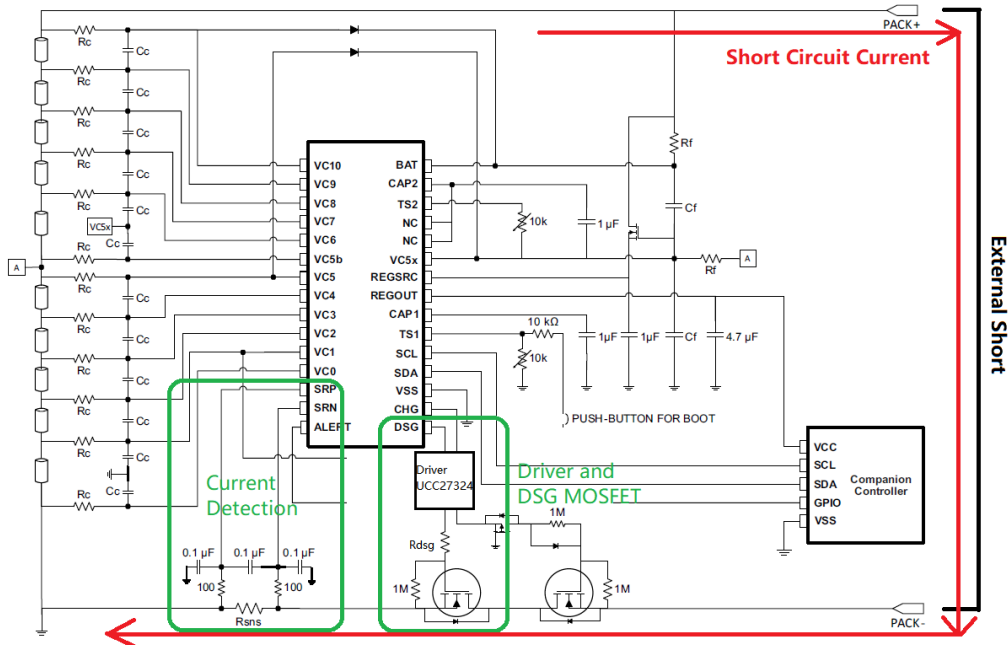 PACK+
Short Circuit Current
Rc
Cc
Rc
Cc
Rc
Cc
Rc
Cc
Rc
Cc
VC5x
Rc
Cc
A
Rc
Cc
Rc
Cc
Rc
Cc
Rc
Cc
Rc
Cc
Rc
Cc
VC10
VC9
VC8
VC7
VC6
VC5b
VC5
VC4
VC3
VC2
VC1
VC0
SRP
SRN
ALERT
BAT
CAP2
TS2
NC
NC
VC5x
REGSRC
REGOUT
CAP1
TS1
SCL
SDA
VSS
CHG
DSG
Rf
Cf
10k
1 µF
Rf
A
10 kΩ
10k
1µF
1µF
Cf
4.7 µF
PUSH-BUTTON FOR BOOT
External Short
VCC
SCL
SDA
GPIO
VSS
Companion
Controller
Current
Detection
Driver
UCC27324
Driver and
DSG MOSEET
Rdsg
1M
1M
1M
0.1 µF
0.1 µF
0.1 µF
100
100
Rsns
PACK-